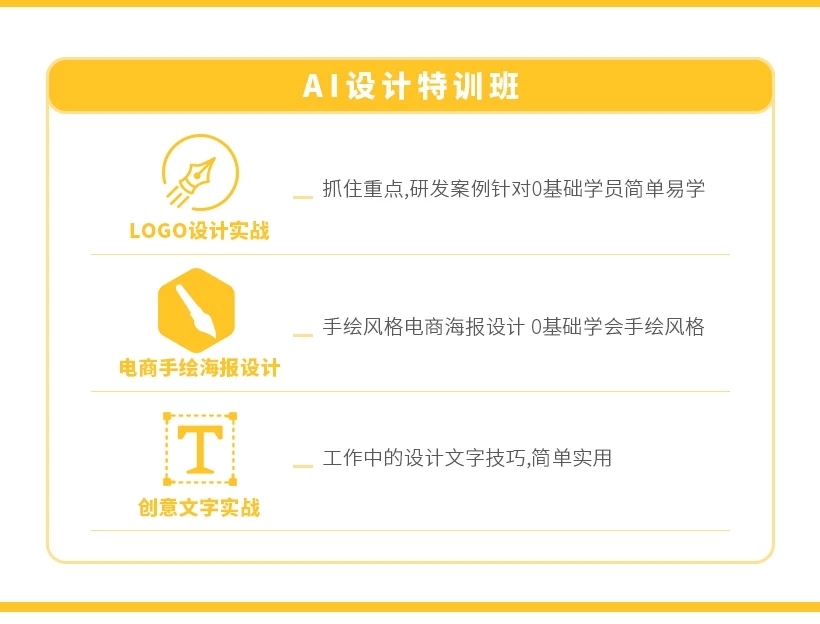 AI设计特训班
抓住重点,研发案例针对0基础学员简单易学
LOGO设计实战
手绘风格电商海报设计 0基础学会手绘风格
电商手绘海报设计
T
工作中的设计文字技巧,简单实用
创意文字实战